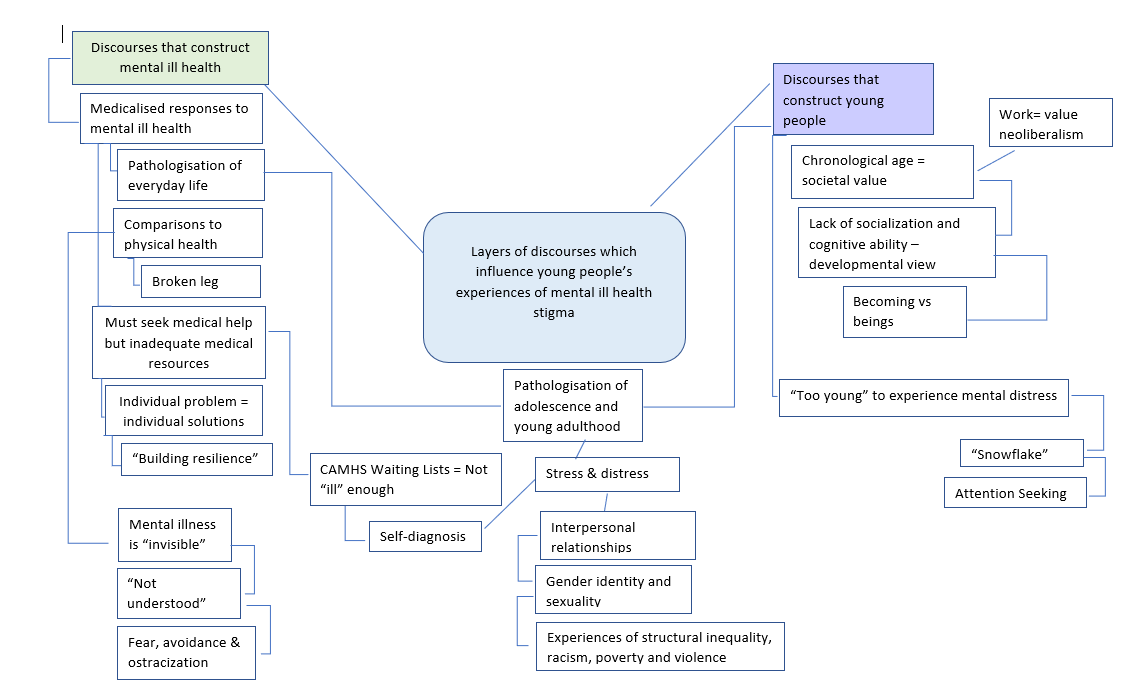 Discourses that construct
mental ill health
Medicalised responses to
mental ill health
Pathologisation of
everyday life
Comparisons to
physical health
Broken leg
Must seek medical help
but inadequate medical
resources
Individual problem =
individual solutions
“Building resilience”
Mental illness
is “invisible”
“Not
understood”
Fear, avoidance &
ostracization
Layers of discourses which
influence young people’s
experiences of mental ill health
stigma
Pathologisation of
adolescence and
young adulthood
CAMHS Waiting Lists = Not
“ill” enough
Self-diagnosis
Stress & distress
Interpersonal
relationships
Gender identity and
sexuality
Experiences of structural inequality,
racism, poverty and violence
Discourses that
construct young
people
Work= value
neoliberalism
Chronological age =
societal value
Lack of socialization and
cognitive ability –
developmental view
Becoming vs
beings
“Too young” to experience mental distress
“Snowflake”
Attention Seeking